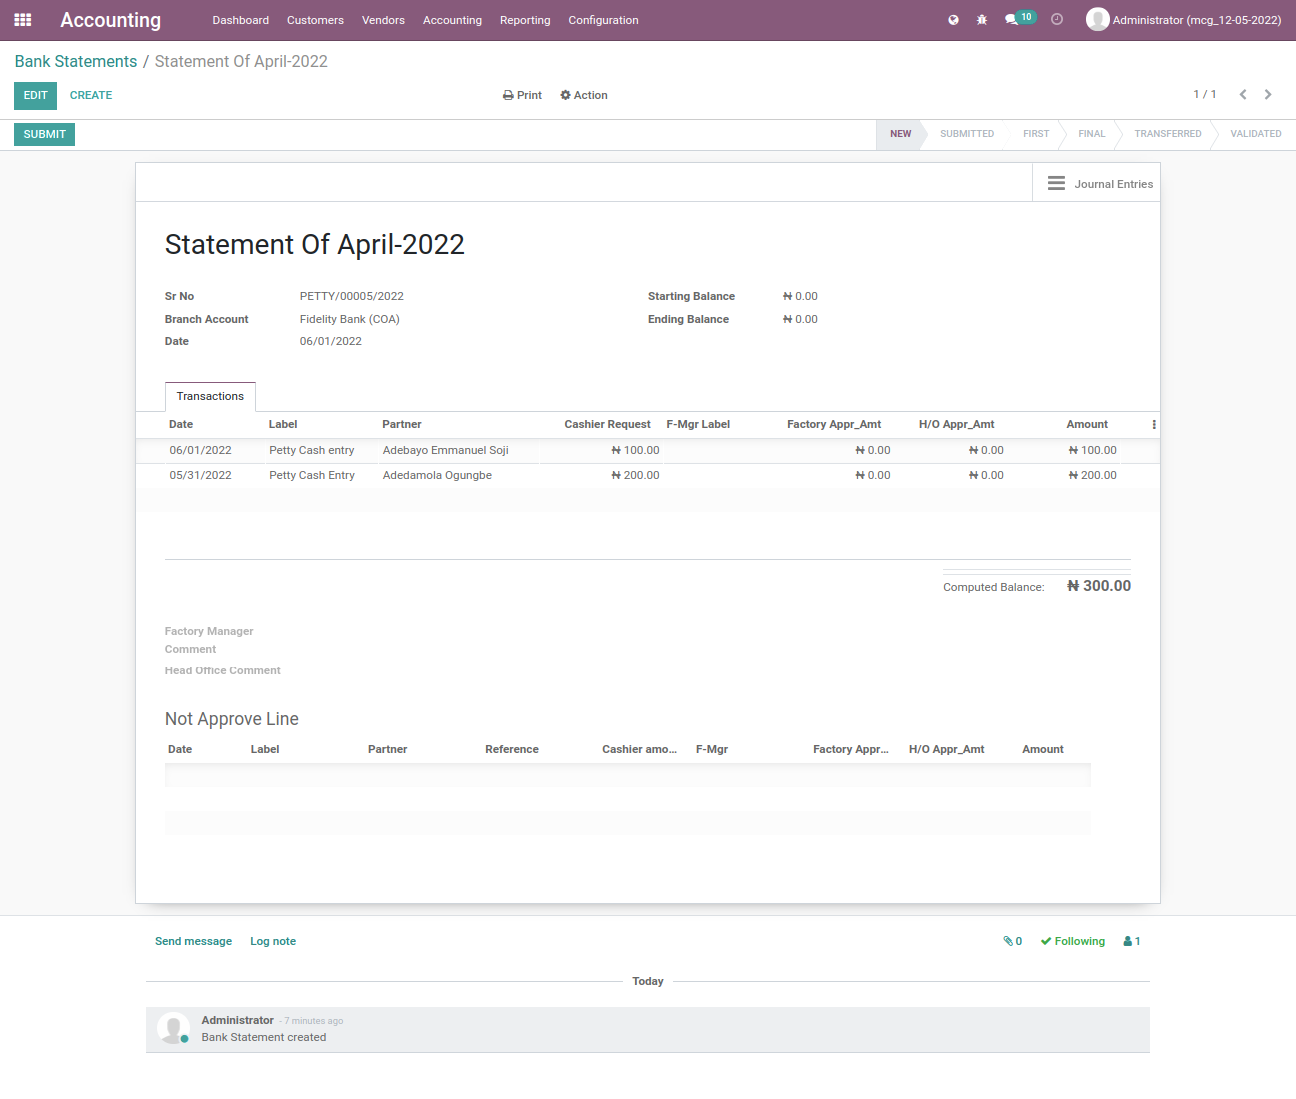 Accounting Dashboard Customers Vendors Accounting Reporting Configuration 10 Administrator (mcg_12-05-2022)
Bank Statements / Statement Of April-2022
EDIT CREATE Print Action 1 / 1
SUBMIT NEW SUBMITTED FIRST FINAL TRANSFERRED VALIDATED
Journal Entries
Statement Of April-2022
Sr No PETTY/00005/2022 Starting Balance ₦ 0.00
Branch Account Fidelity Bank (COA) Ending Balance ₦ 0.00
Date 06/01/2022
Transactions
Date Label Partner Cashier Request F-Mgr Label Factory Appr_Amt H/O Appr_Amt Amount
06/01/2022 Petty Cash entry Adebayo Emmanuel Soji ₦ 100.00 ₦ 0.00 ₦ 0.00 ₦ 100.00
05/31/2022 Petty Cash Entry Adedamola Ogungbe ₦ 200.00 ₦ 0.00 ₦ 0.00 ₦ 200.00
Computed Balance: ₦ 300.00
Factory Manager
Comment
Head Office Comment
Not Approve Line
Date Label Partner Reference Cashier amo... F-Mgr Factory Appr... H/O Appr_Amt Amount
Send message Log note 0 Following 1
Today
Administrator - 7 minutes ago
Bank Statement created